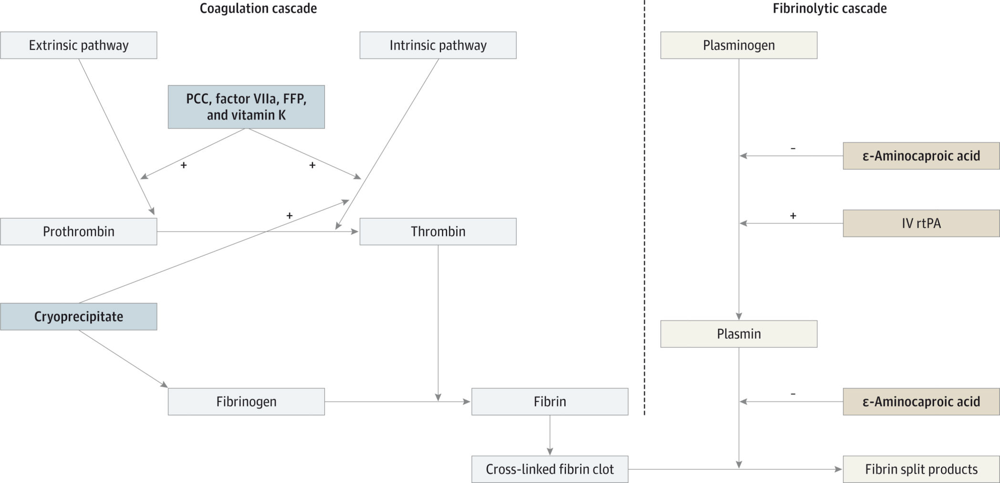 Coagulation cascade
Fibrinolytic cascade
Extrinsic pathway
Intrinsic pathway
Plasminogen
PCC, factor VIIa, FFP,
and vitamin K
+
+
–
ε-Aminocaproic acid
+
+
IV rtPA
Prothrombin
Thrombin
Cryoprecipitate
Plasmin
–
Fibrinogen
Fibrin
ε-Aminocaproic acid
Cross-linked fibrin clot
Fibrin split products